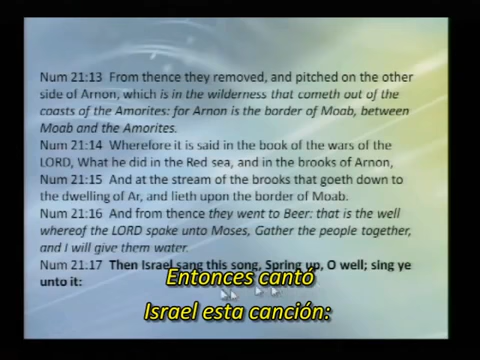 Num 21:13  From thence they removed, and pitched on the other
side of Arnon, which is in the wilderness that cometh out of the
coasts of the Amorites: for Arnon is the border of Moab, between
Moab and the Amorites.
Num 21:14  Wherefore it is said in the book of the wars of the
LORD, What he did in the Red sea, and in the brooks of Arnon,
Num 21:15  And at the stream of the brooks that goeth down to
the dwelling of Ar, and lieth upon the border of Moab.
Num 21:16  And from thence they went to Beer: that is the well
whereof the LORD spake unto Moses, Gather the people together,
and I will give them water.
Num 21:17  Then Israel sang this song, Spring up, O well; sing ye
unto it:
Entonces cantó
Israel esta canción: